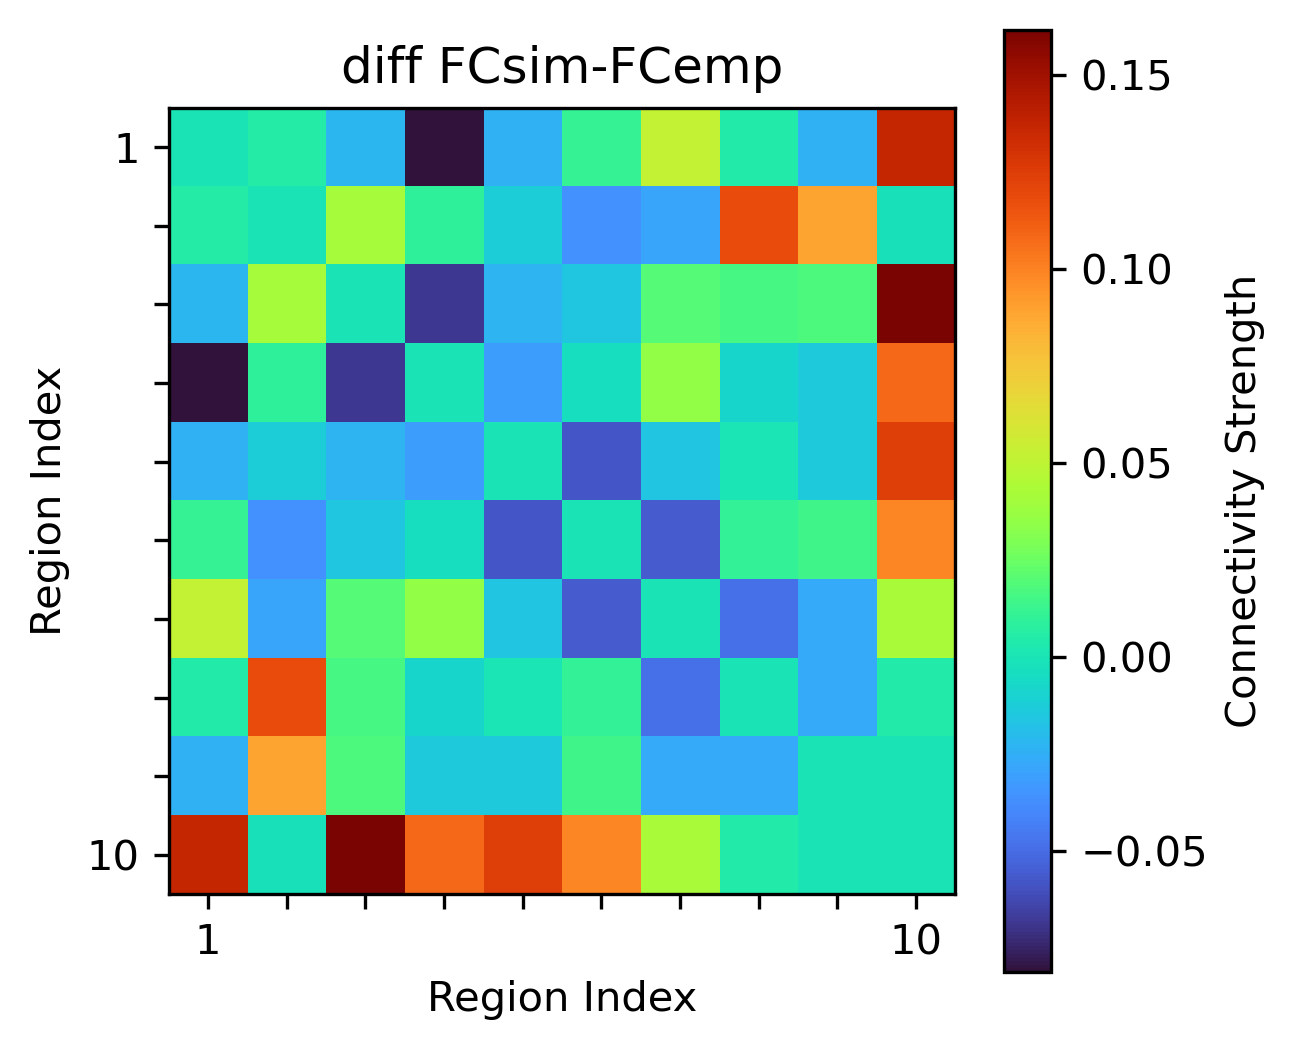 diff FCsim-FCemp
1
10
Region Index
1
10
Region Index
0.15
0.10
0.05
0.00
−0.05
Connectivity Strength